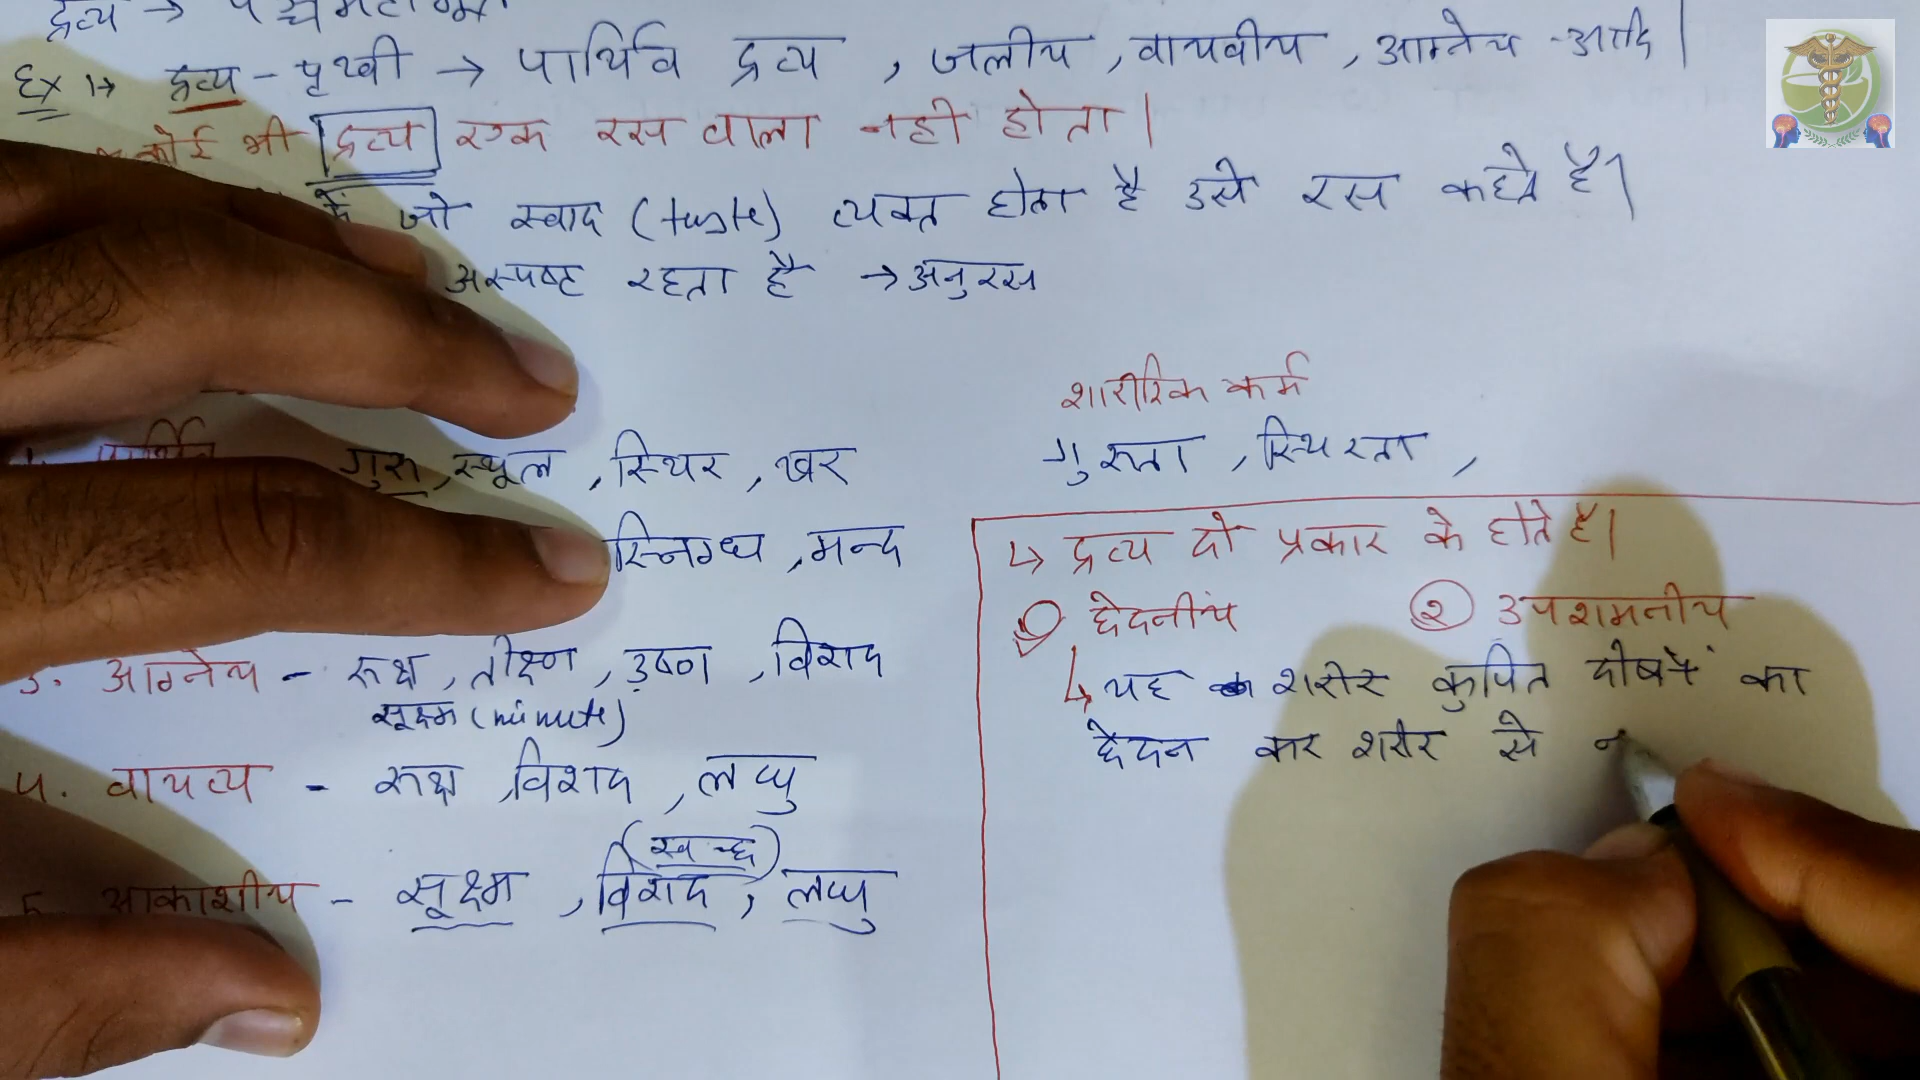 द्रव्य →
Ex 1→ द्रव्य - पृथ्वी → पार्थिव द्रव्य , जलीय , वायवीय , आग्नेय - आदि |
कोई भी द्रव्य एक रस वाला नही होता |
में जो स्वाद (taste) व्यक्त होता है उसे रस कहते है |
अस्पष्ट रहता है → अनुरस
शारीरिक कर्म
पार्थिव गुरु , स्थूल , स्थिर , खर
गुरुता , स्थिरता ,
स्निग्ध , मन्द
↳ द्रव्य दो प्रकार के होते है |
① छेदनीय ② उपशमनीय
3. आग्नेय - रुक्ष , तीक्ष्ण , उष्ण , विशद
सूक्ष्म (minute)
↳ यह शरीर कुपित दोषों का
छेदन कर शरीर से
4. वायव्य - रुक्ष , विशद , लघु
(स्वच्छ)
5. आकाशीय - सूक्ष्म , विशद , लघु